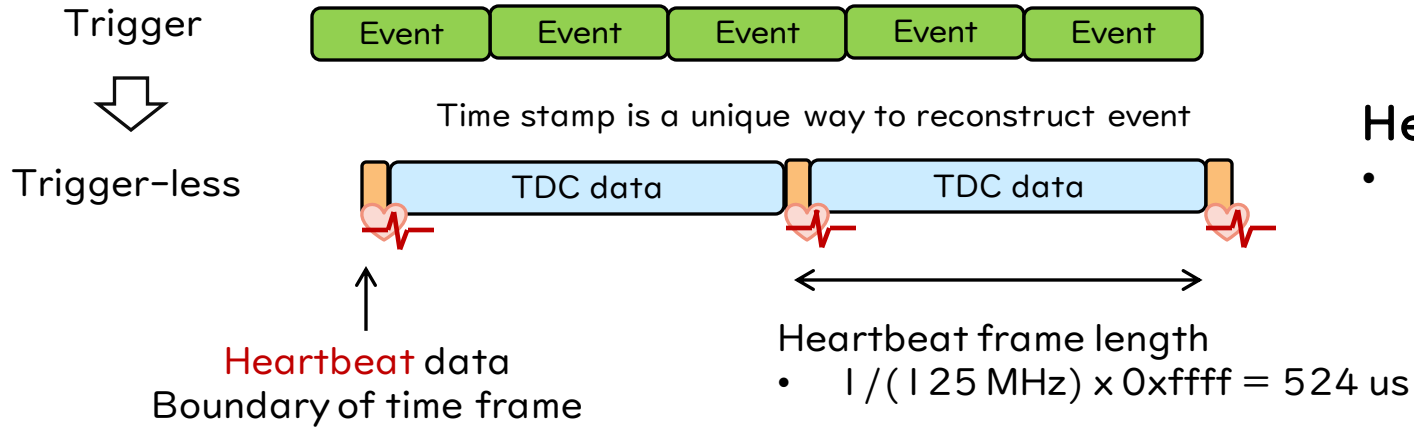 Trigger
Event Event Event Event Event
Time stamp is a unique way to reconstruct event
He
•
Trigger-less
TDC data TDC data
Heartbeat data
Boundary of time frame
Heartbeat frame length
• 1/(125 MHz) x 0xffff = 524 us